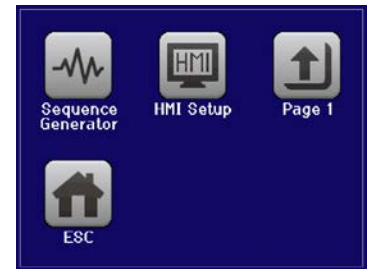 HMI
Sequence
Generator
HMI Setup
Page 1
ESC